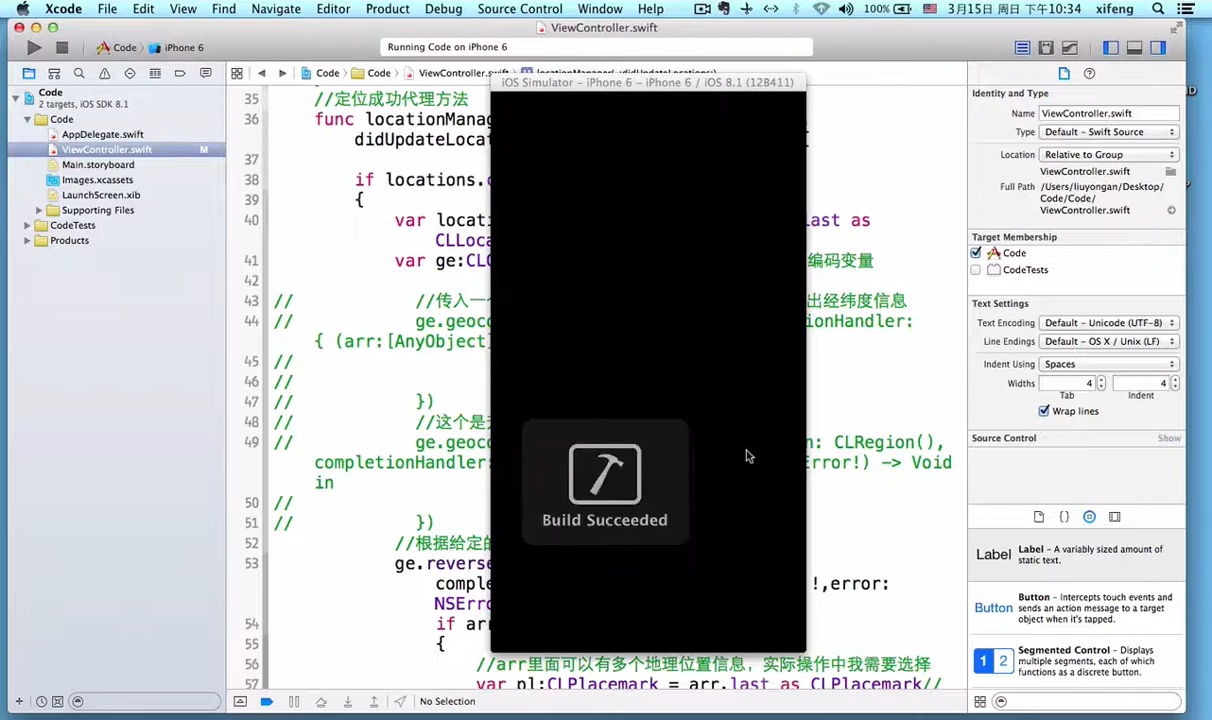 Xcode File Edit View Find Navigate Editor Product Debug Source Control Window Help 100% 3月15日 周日 下午10:34 xifeng
ViewController.swift
Code iPhone 6
Running Code on iPhone 6
Code Code ViewController.swift
iOS Simulator – iPhone 6 – iPhone 6 / iOS 8.1 (12B411)
Code
2 targets, iOS SDK 8.1
Code
AppDelegate.swift
ViewController.swift M
Main.storyboard
Images.xcassets
LaunchScreen.xib
Supporting Files
CodeTests
Products
35 //定位成功代理方法
36 func locationManag
didUpdateLocat
37
38 if locations.c
39 {
40 var locati last as
CLLoca
41 var ge:CLG 编码变量
42
43 // //传入一个 出经纬度信息
44 // ge.geoco ionHandler:
{ (arr:[AnyObject]
45 //
46 //
47 // })
48 // //这个是
49 // ge.geoco n: CLRegion(),
completionHandler: Error!) -> Void
in
50 //
51 // })
52 //根据给定的
53 ge.reverse
comple !,error:
NSErro
54 if arr
55 {
56 //arr里面可以有多个地理位置信息，实际操作中我需要选择
57 var pl:CLPlacemark = arr.last as CLPlacemark//
Build Succeeded
No Selection
Identity and Type
Name ViewController.swift
Type Default – Swift Source
Location Relative to Group
ViewController.swift
Full Path /Users/liuyongan/Desktop/
Code/Code/
ViewController.swift
Target Membership
Code
CodeTests
Text Settings
Text Encoding Default – Unicode (UTF-8)
Line Endings Default – OS X / Unix (LF)
Indent Using Spaces
Widths 4 4
Tab Indent
Wrap lines
Source Control Show
Label Label – A variably sized amount of
static text.
Button Button – Intercepts touch events and
sends an action message to a target
object when it's tapped.
1 2 Segmented Control – Displays
multiple segments, each of which
functions as a discrete button.